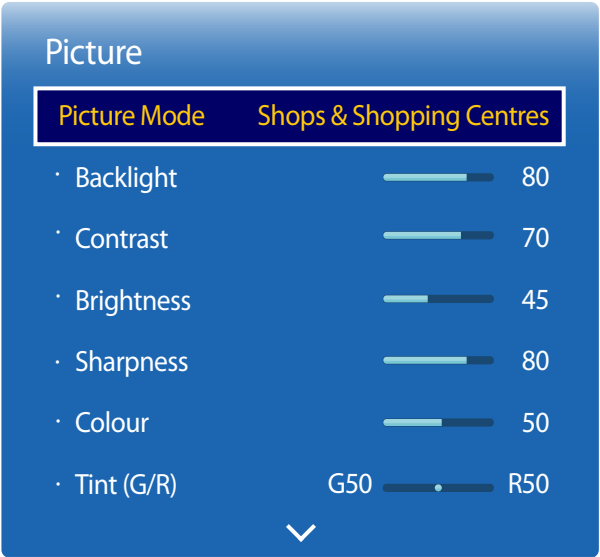 Picture
Picture Mode Shops & Shopping Centres
· Backlight 80
· Contrast 70
· Brightness 45
· Sharpness 80
· Colour 50
· Tint (G/R) G50 R50